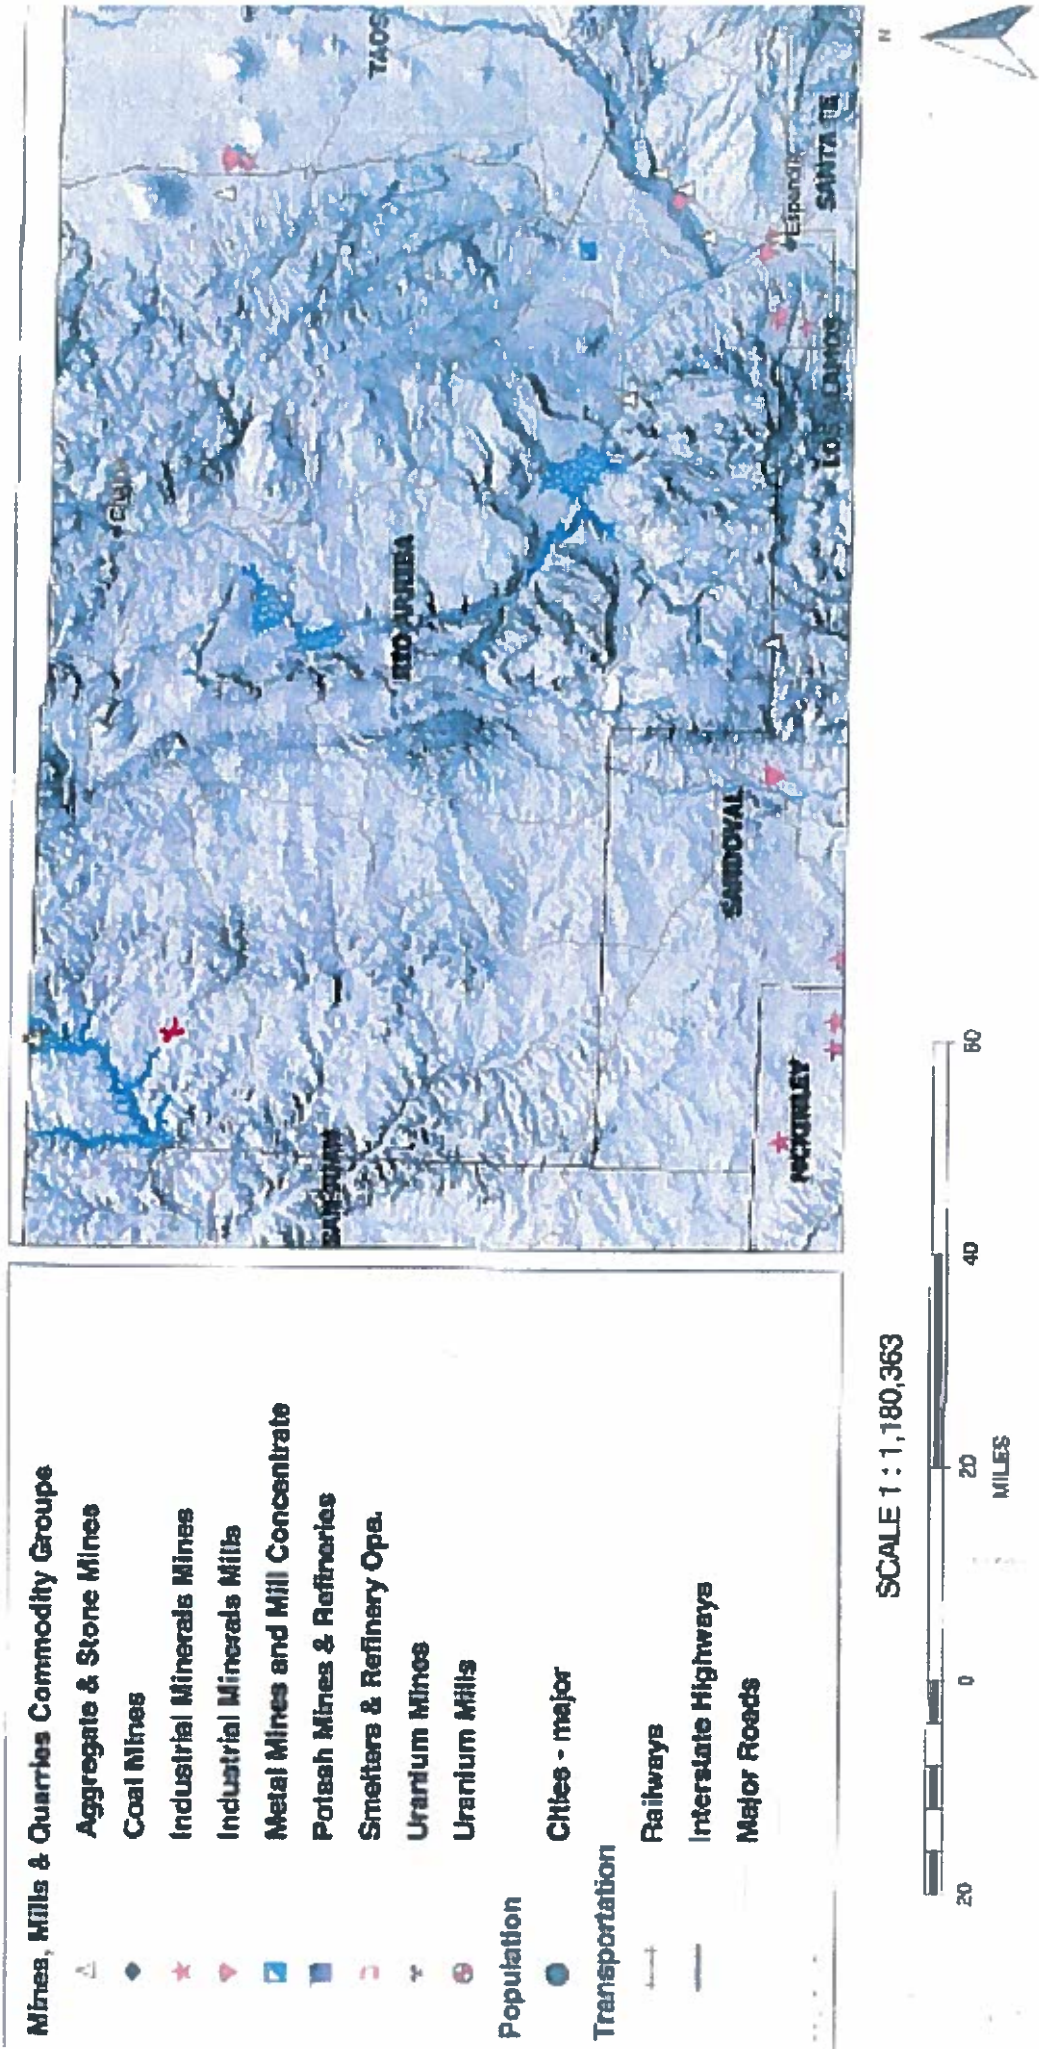 Mines, Mills & Quarries Commodity Groups
Aggregate & Stone Mines
Coal Mines
Industrial Minerals Mines
Industrial Minerals Mills
Metal Mines and Mill Concentrate
Potash Mines & Refineries
Smelters & Refinery Ops.
Uranium Mines
Uranium Mills
Population
Cities - major
Transportation
Railways
Interstate Highways
Major Roads
TAOS
RIO ARRIBA
SAN JUAN
SANDOVAL
MCKINLEY
LOS ALAMOS
SANTA FE
SCALE 1 : 1,180,363
20 0 20 40 60
MILES
N